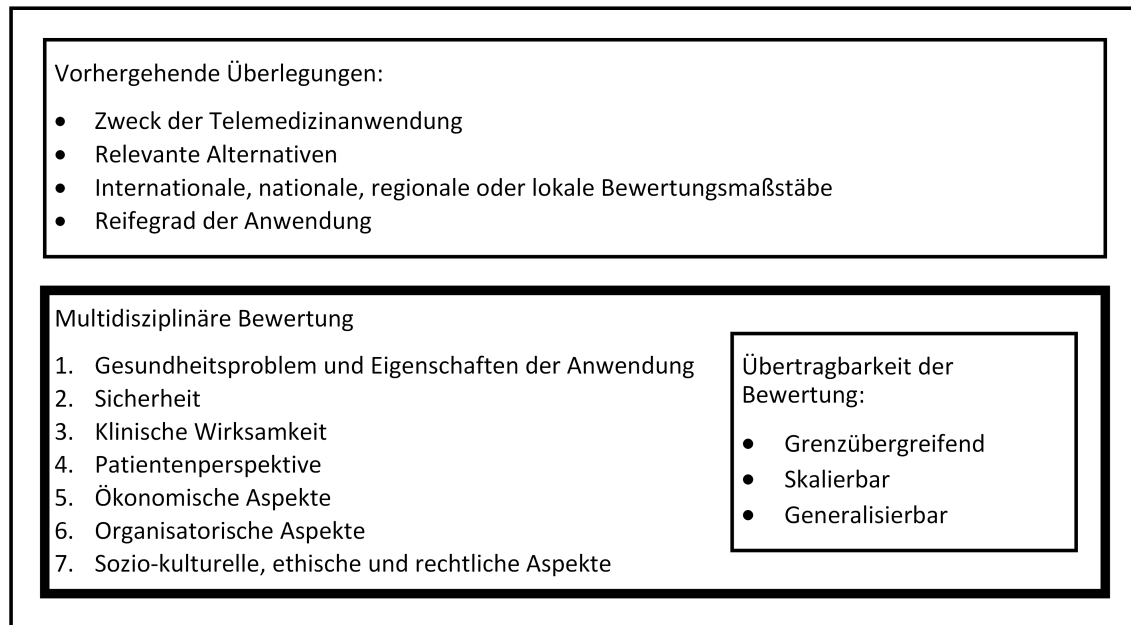 Vorhergehende Überlegungen:
• Zweck der Telemedizinanwendung
• Relevante Alternativen
• Internationale, nationale, regionale oder lokale Bewertungsmaßstäbe
• Reifegrad der Anwendung
Multidisziplinäre Bewertung
1. Gesundheitsproblem und Eigenschaften der Anwendung
2. Sicherheit
3. Klinische Wirksamkeit
4. Patientenperspektive
5. Ökonomische Aspekte
6. Organisatorische Aspekte
7. Sozio-kulturelle, ethische und rechtliche Aspekte
Übertragbarkeit der
Bewertung:
• Grenzübergreifend
• Skalierbar
• Generalisierbar